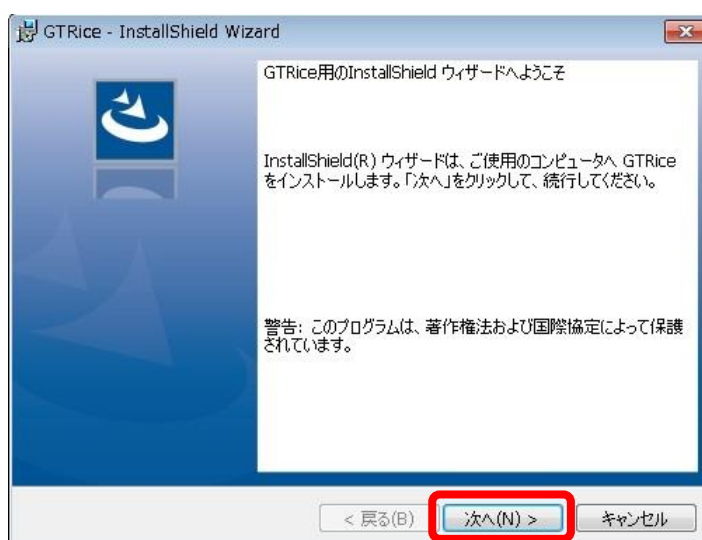 GTRice - InstallShield Wizard
GTRice用のInstallShield ウィザードへようこそ
InstallShield(R) ウィザードは、ご使用のコンピュータへ GTRice
をインストールします。「次へ」をクリックして、続行してください。
警告: このプログラムは、著作権法および国際協定によって保護
されています。
< 戻る(B)
次へ(N) >
キャンセル